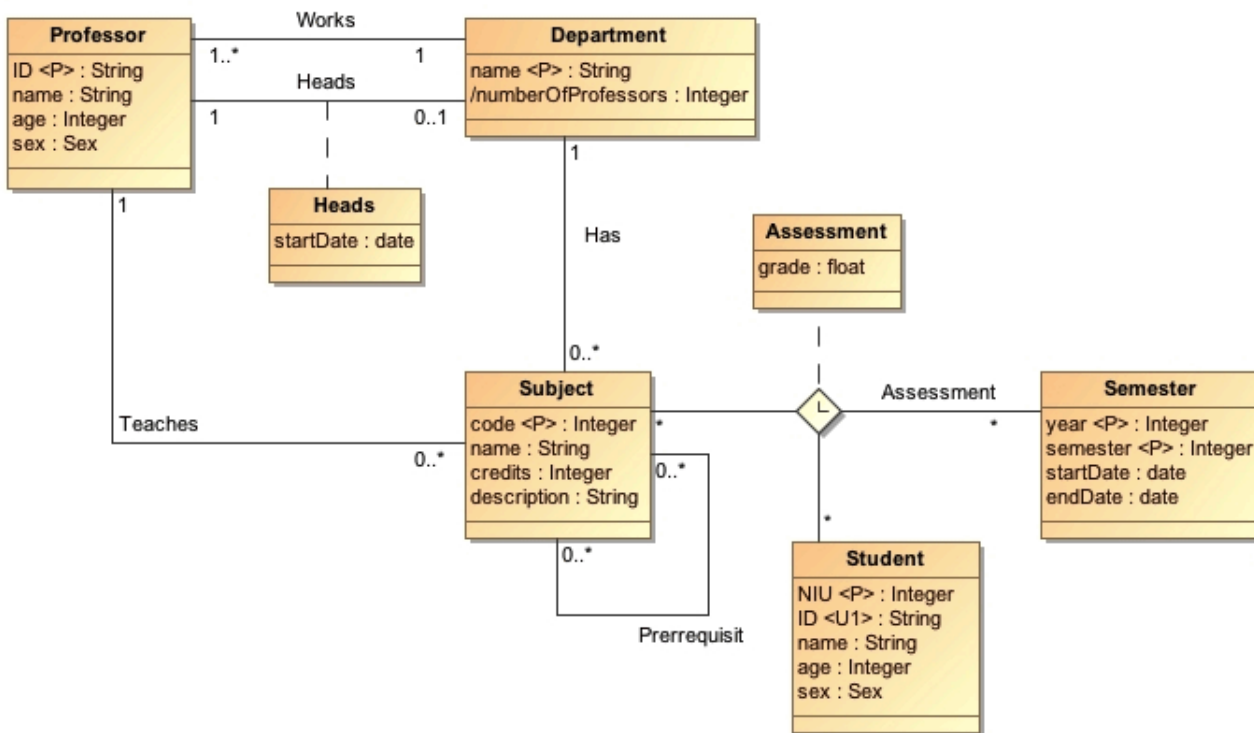 Works
Professor
ID <P> : String
name : String
age : Integer
sex : Sex
1..*
1
Department
name <P> : String
/numberOfProfessors : Integer
Heads
1
0..1
Heads
startDate : date
1
1
Has
Assessment
grade : float
0..*
Teaches
0..*
Subject
code <P> : Integer
name : String
credits : Integer
description : String
*
Assessment
*
Semester
year <P> : Integer
semester <P> : Integer
startDate : date
endDate : date
0..*
0..*
Prerrequisit
*
Student
NIU <P> : Integer
ID <U1> : String
name : String
age : Integer
sex : Sex